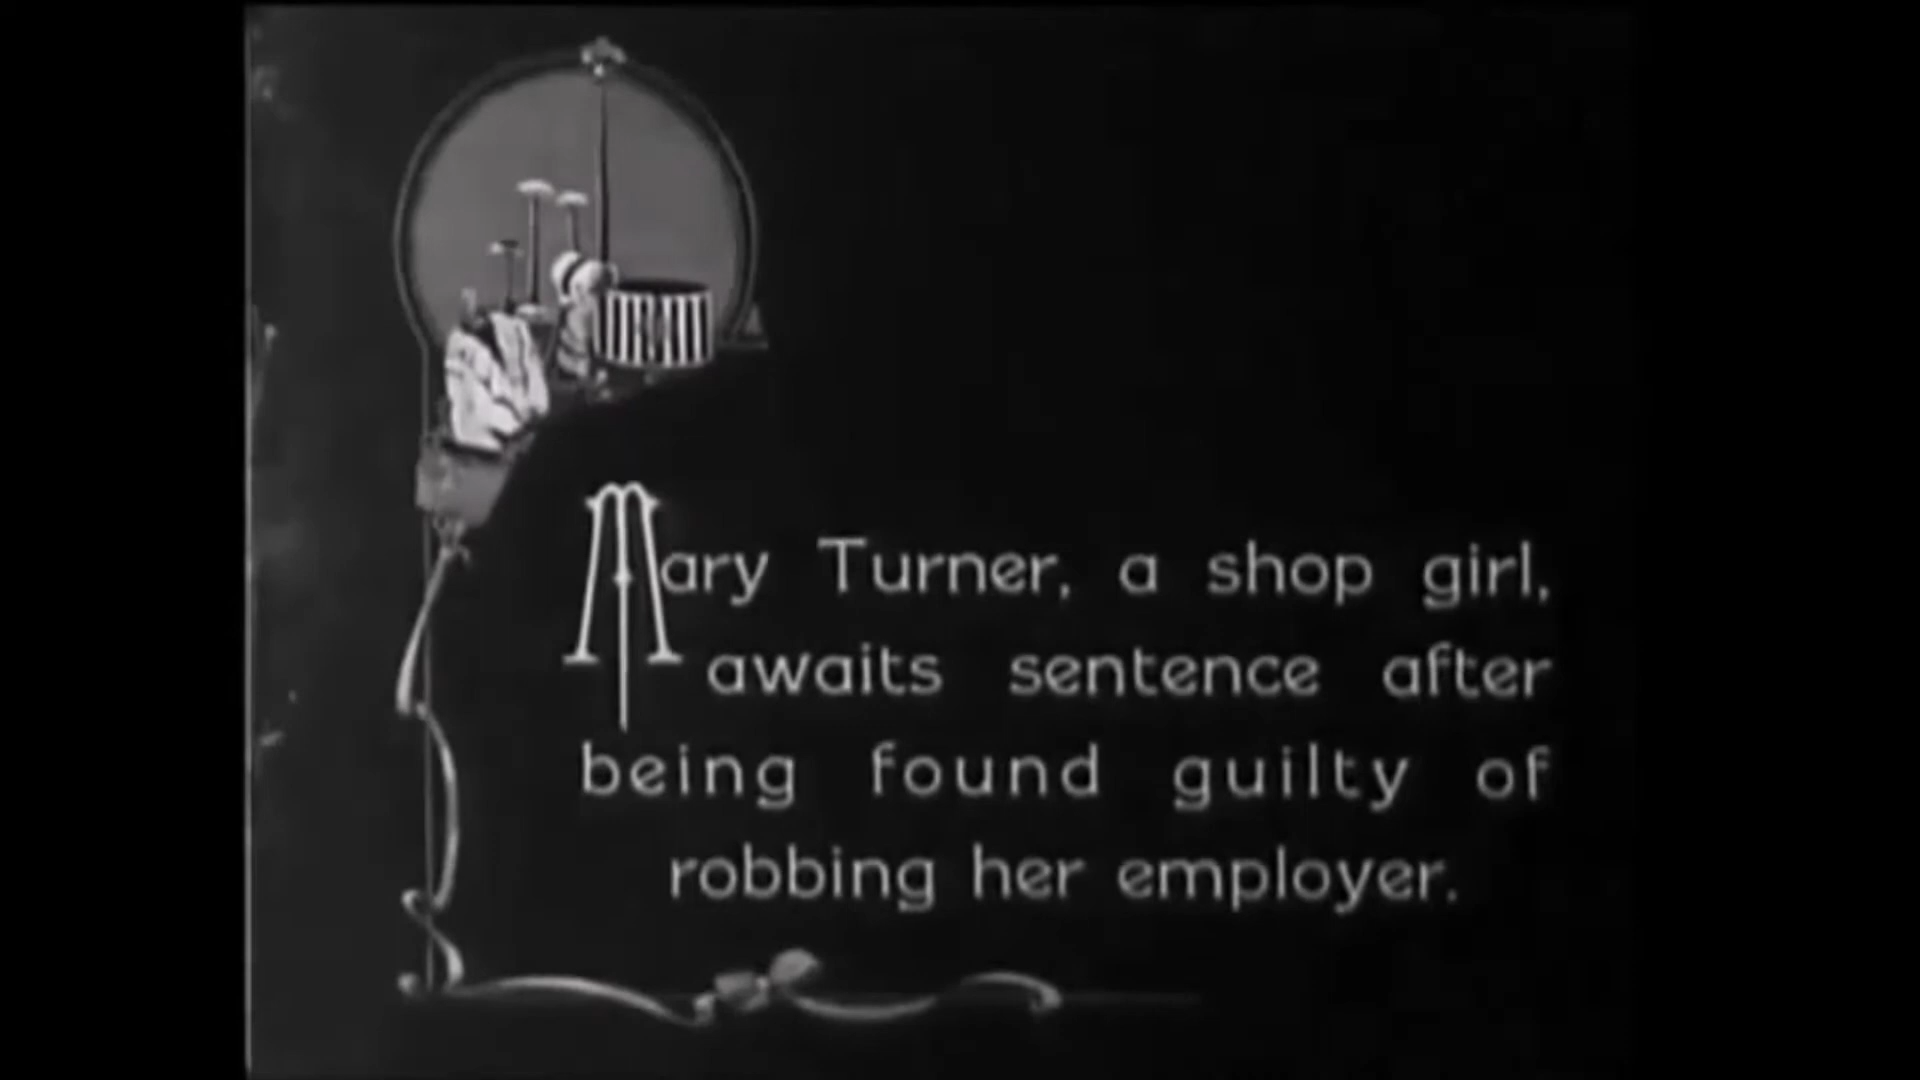 Mary Turner, a shop girl,
awaits sentence after
being found guilty of
robbing her employer.